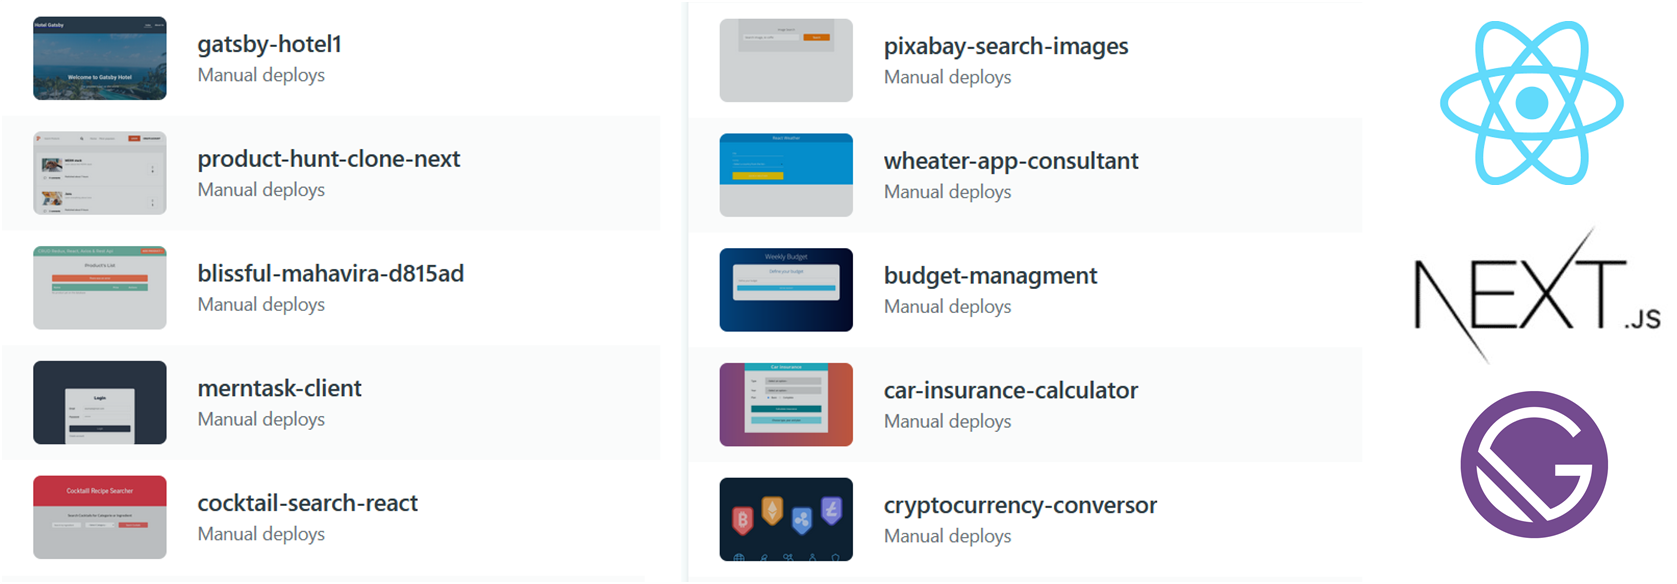 Hotel Gatsby
Welcome to Gatsby Hotel
gatsby-hotel1
Manual deploys
product-hunt-clone-next
Manual deploys
Product's List
blissful-mahavira-d815ad
Manual deploys
Login
merntask-client
Manual deploys
Cocktail Recipe Searcher
cocktail-search-react
Manual deploys
pixabay-search-images
Manual deploys
React Weather
wheater-app-consultant
Manual deploys
Weekly Budget
Define your budget
budget-managment
Manual deploys
Car Insurance
car-insurance-calculator
Manual deploys
cryptocurrency-conversor
Manual deploys
NEXT.JS